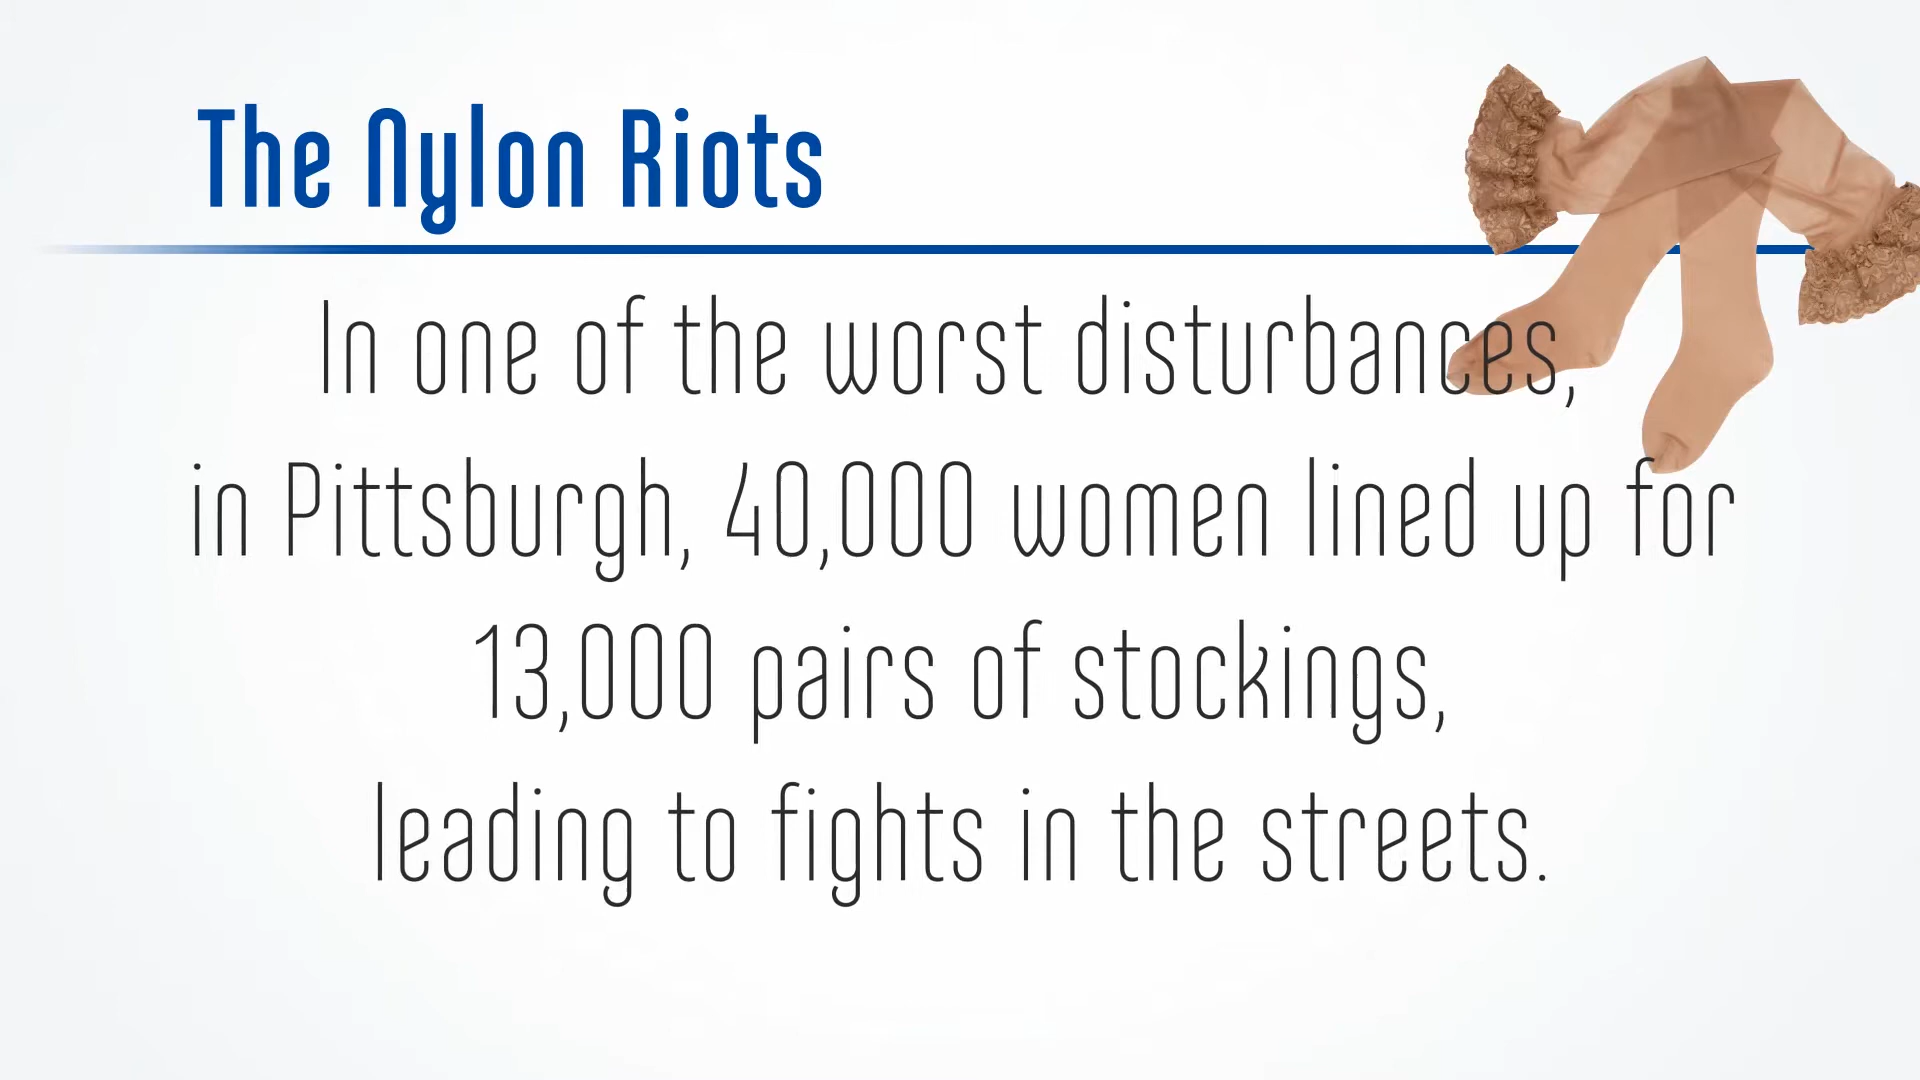 The Nylon Riots
In one of the worst disturbances,
in Pittsburgh, 40,000 women lined up for
13,000 pairs of stockings,
leading to fights in the streets.